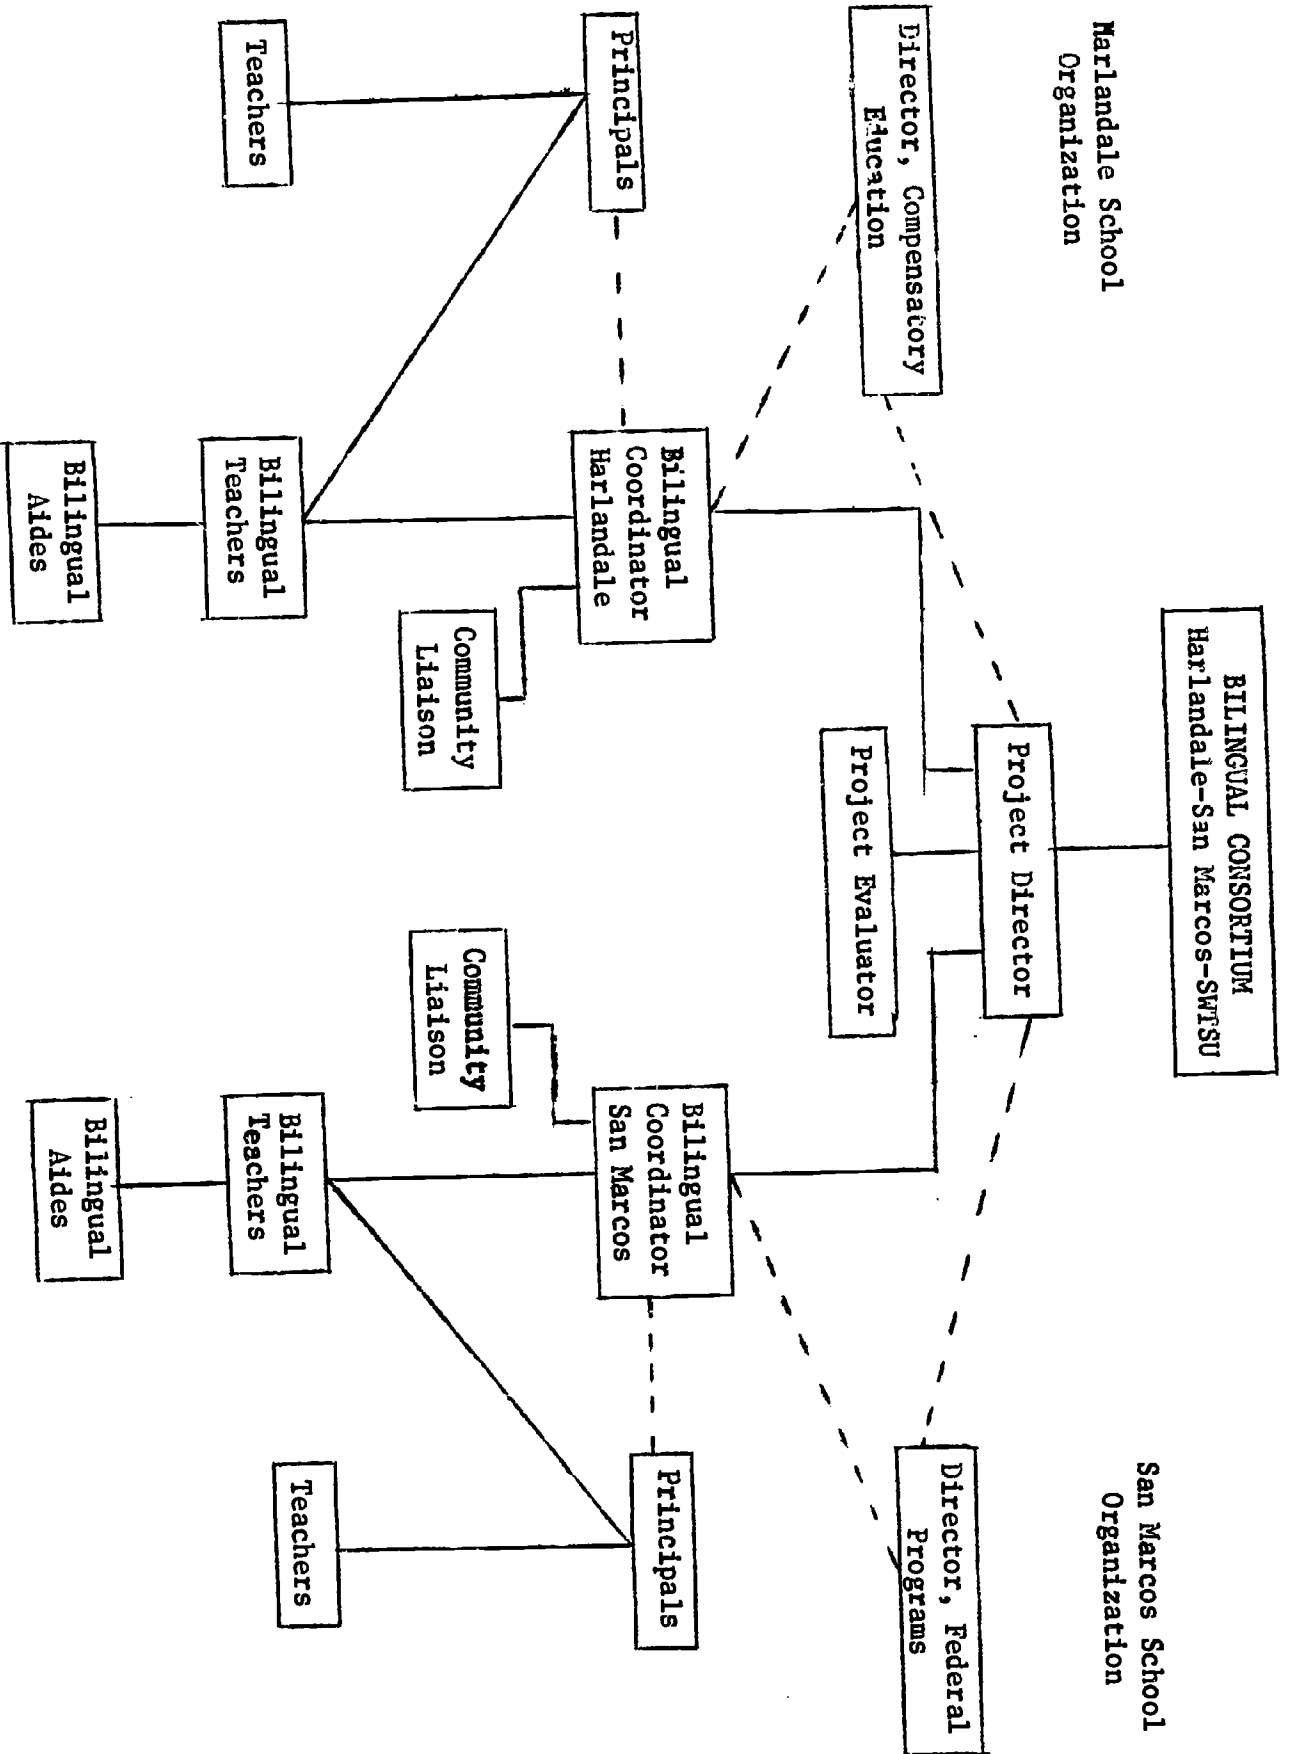 Marlandale School
Organization
San Marcos School
Organization
BILINGUAL CONSORTIUM
Harlandale-San Marcos-SWTSU
Project Director
Director, Compensatory
Education
Project Evaluator
Director, Federal
Programs
Principals
Bilingual
Coordinator
Harlandale
Bilingual
Coordinator
San Marcos
Principals
Community
Liaison
Community
Liaison
Teachers
Bilingual
Teachers
Bilingual
Teachers
Teachers
Bilingual
Aides
Bilingual
Aides